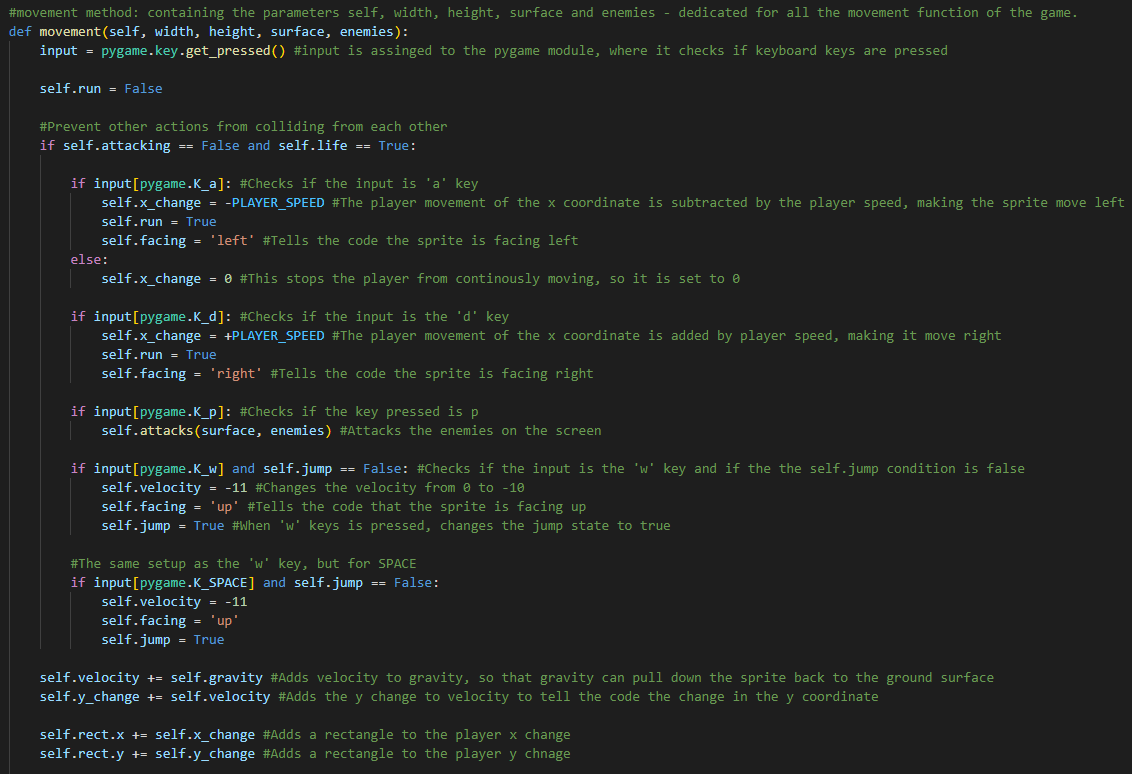 #movement method: containing the parameters self, width, height, surface and enemies - dedicated for all the movement function of the game.
def movement(self, width, height, surface, enemies):
    input = pygame.key.get_pressed() #input is assinged to the pygame module, where it checks if keyboard keys are pressed

    self.run = False

    #Prevent other actions from colliding from each other
    if self.attacking == False and self.life == True:

        if input[pygame.K_a]: #Checks if the input is 'a' key
            self.x_change = -PLAYER_SPEED #The player movement of the x coordinate is subtracted by the player speed, making the sprite move left
            self.run = True
            self.facing = 'left' #Tells the code the sprite is facing left
        else:
            self.x_change = 0 #This stops the player from continously moving, so it is set to 0

        if input[pygame.K_d]: #Checks if the input is the 'd' key
            self.x_change = +PLAYER_SPEED #The player movement of the x coordinate is added by player speed, making it move right
            self.run = True
            self.facing = 'right' #Tells the code the sprite is facing right

        if input[pygame.K_p]: #Checks if the key pressed is p
            self.attacks(surface, enemies) #Attacks the enemies on the screen

        if input[pygame.K_w] and self.jump == False: #Checks if the input is the 'w' key and if the the self.jump condition is false
            self.velocity = -11 #Changes the velocity from 0 to -10
            self.facing = 'up' #Tells the code that the sprite is facing up
            self.jump = True #When 'w' keys is pressed, changes the jump state to true

        #The same setup as the 'w' key, but for SPACE
        if input[pygame.K_SPACE] and self.jump == False:
            self.velocity = -11
            self.facing = 'up'
            self.jump = True

    self.velocity += self.gravity #Adds velocity to gravity, so that gravity can pull down the sprite back to the ground surface
    self.y_change += self.velocity #Adds the y change to velocity to tell the code the change in the y coordinate

    self.rect.x += self.x_change #Adds a rectangle to the player x change
    self.rect.y += self.y_change #Adds a rectangle to the player y chnage